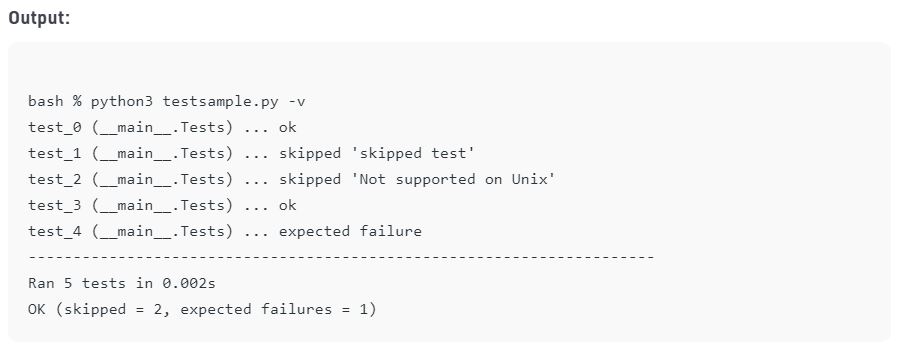 Output:
bash % python3 testsample.py -v
test_0 (__main__.Tests) ... ok
test_1 (__main__.Tests) ... skipped 'skipped test'
test_2 (__main__.Tests) ... skipped 'Not supported on Unix'
test_3 (__main__.Tests) ... ok
test_4 (__main__.Tests) ... expected failure
----------------------------------------------------------------------
Ran 5 tests in 0.002s
OK (skipped = 2, expected failures = 1)